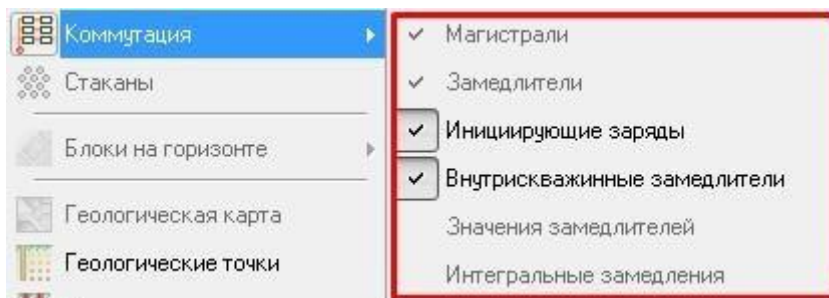 Коммутация
Стаканы
Блоки на горизонте
Геологическая карта
Геологические точки
Магистрали
Замедлители
Инициирующие заряды
Внутрискважинные замедлители
Значения замедлителей
Интегральные замедления